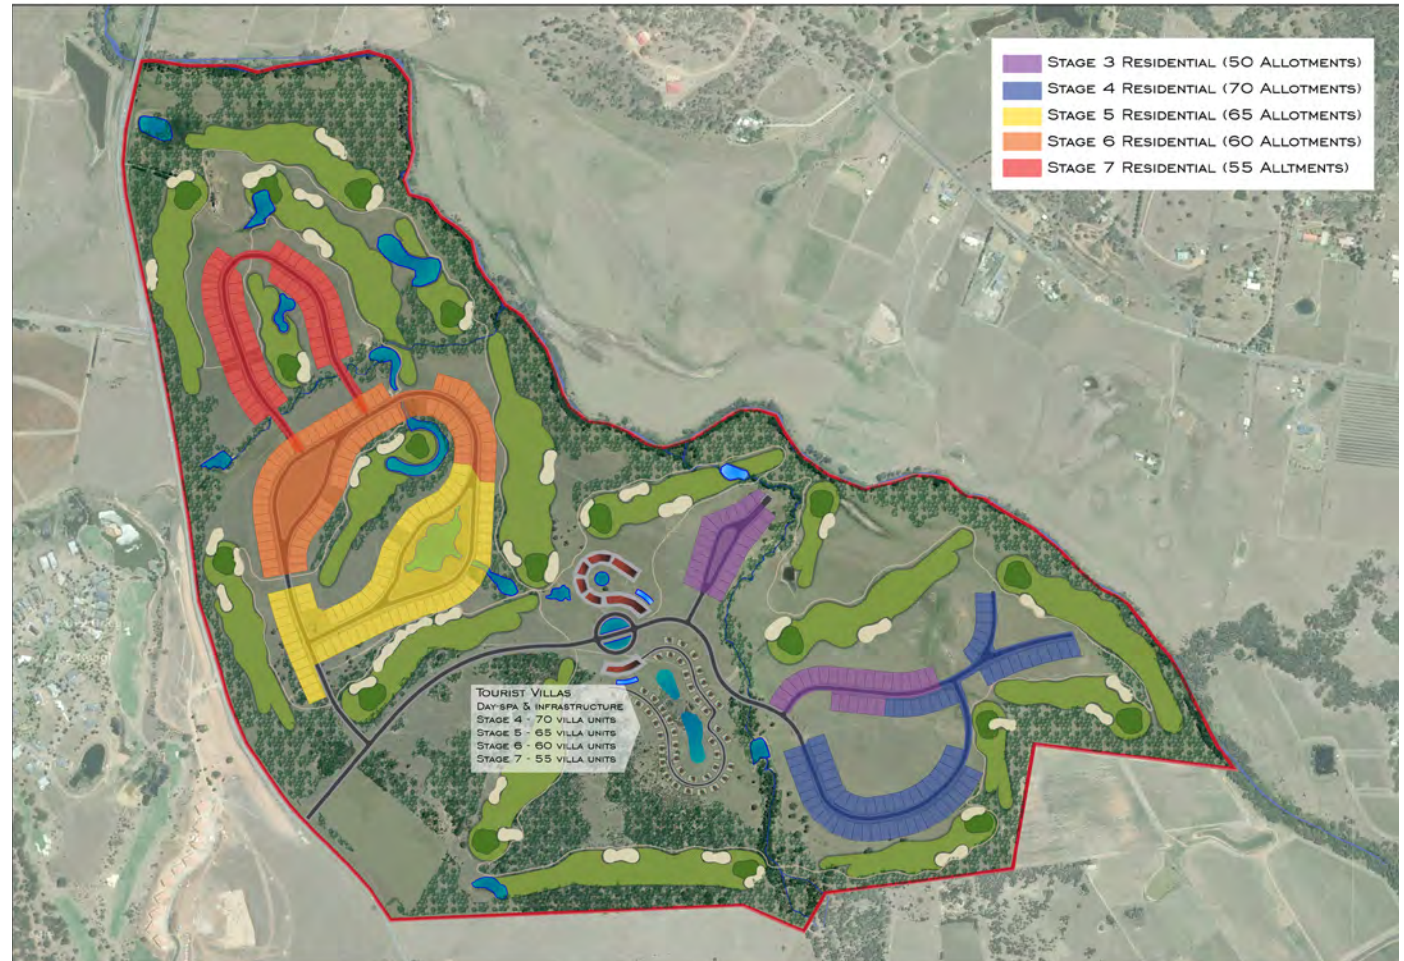 STAGE 3 RESIDENTIAL (50 ALLOTMENTS)
STAGE 4 RESIDENTIAL (70 ALLOTMENTS)
STAGE 5 RESIDENTIAL (65 ALLOTMENTS)
STAGE 6 RESIDENTIAL (60 ALLOTMENTS)
STAGE 7 RESIDENTIAL (55 ALLTMENTS)
TOURIST VILLAS
DAY-SPA & INFRASTRUCTURE
STAGE 4 - 70 VILLA UNITS
STAGE 5 - 65 VILLA UNITS
STAGE 6 - 60 VILLA UNITS
STAGE 7 - 55 VILLA UNITS